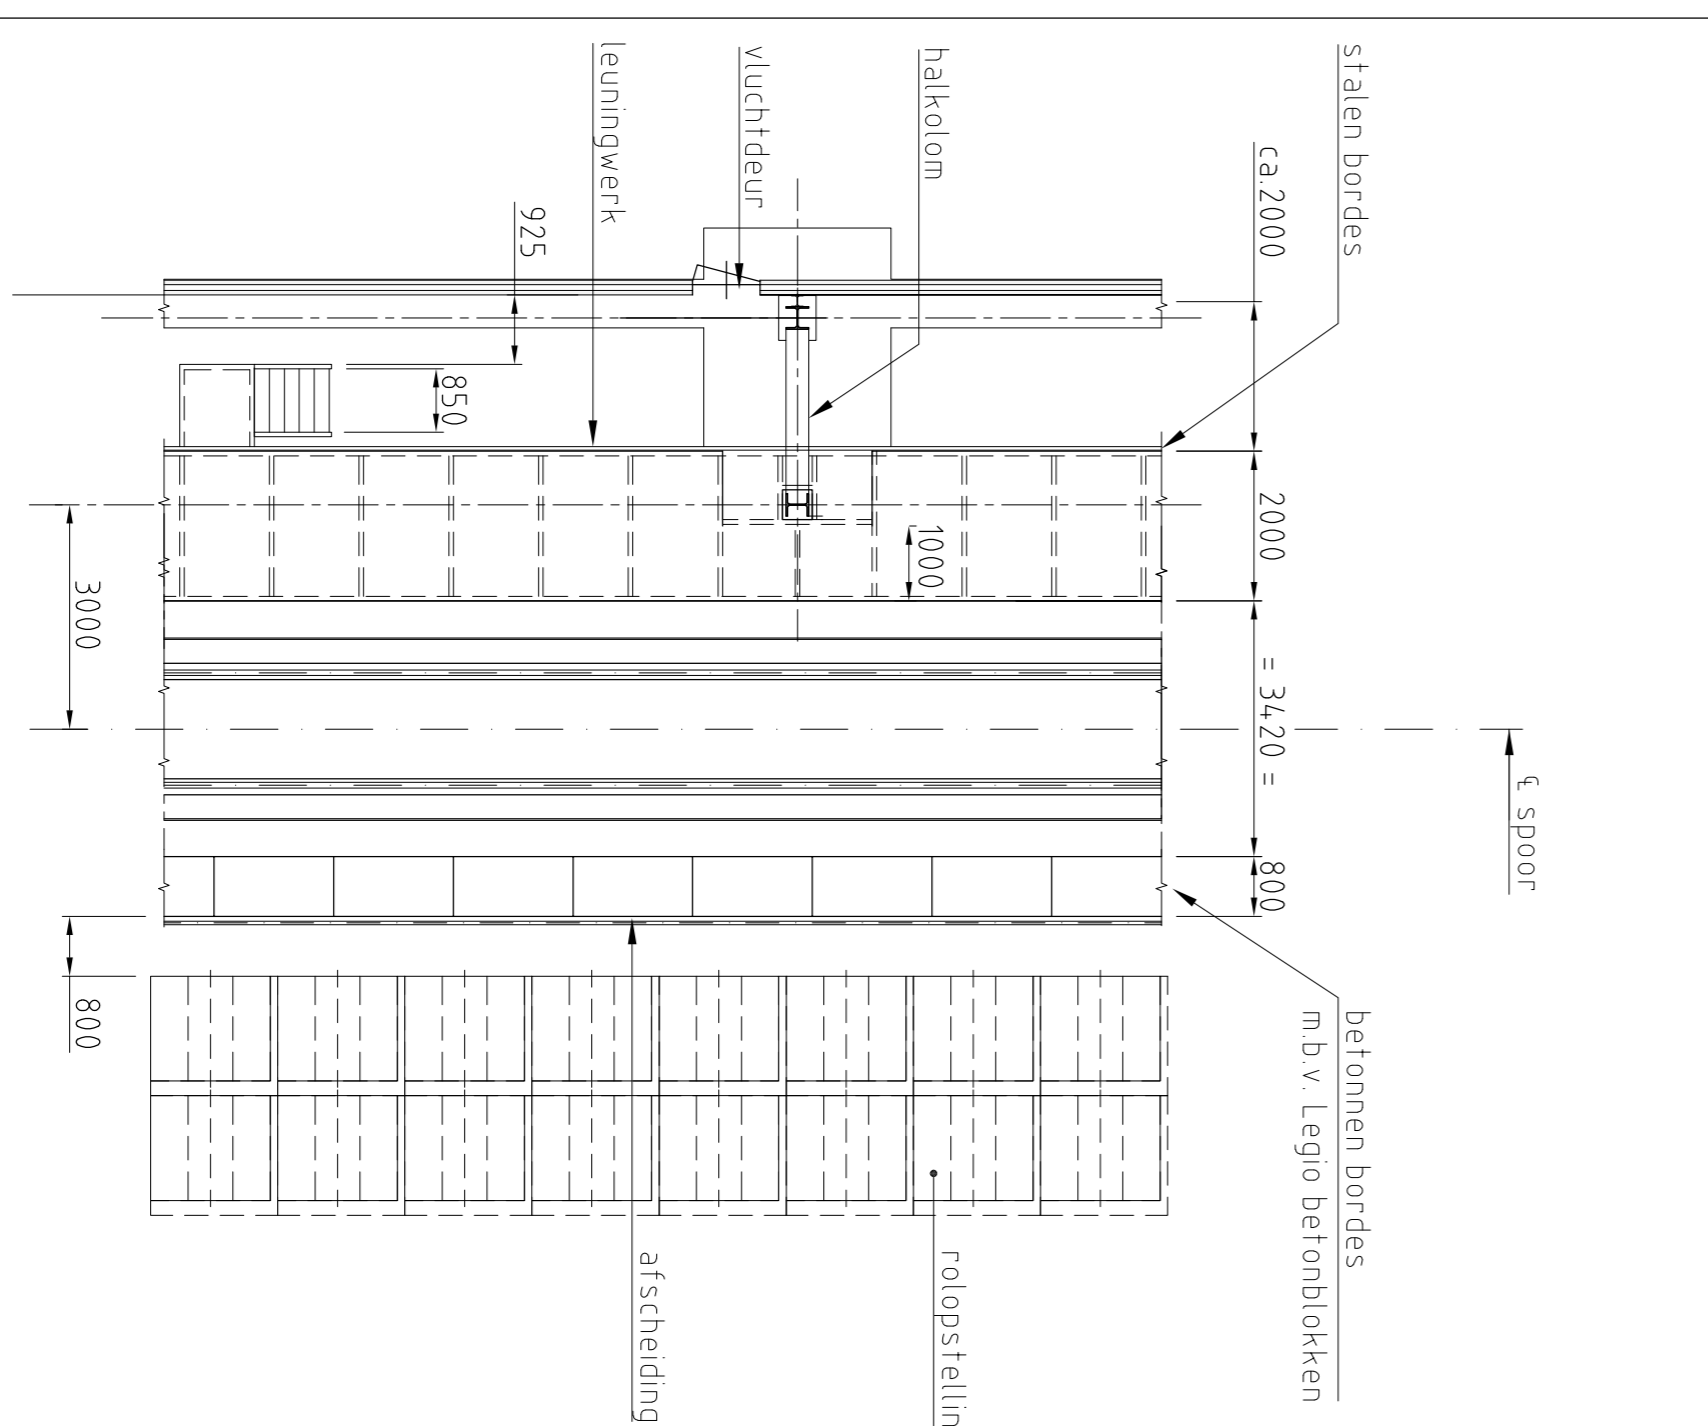 stalen bordes
ca.2000
halkolom
vluchtdeur
leuningwerk
925
850
2000
1000
3000
= 3420 =
℄ spoor
800
800
betonnen bordes
m.b.v. Legio betonblokken
rolopstellin
afscheiding